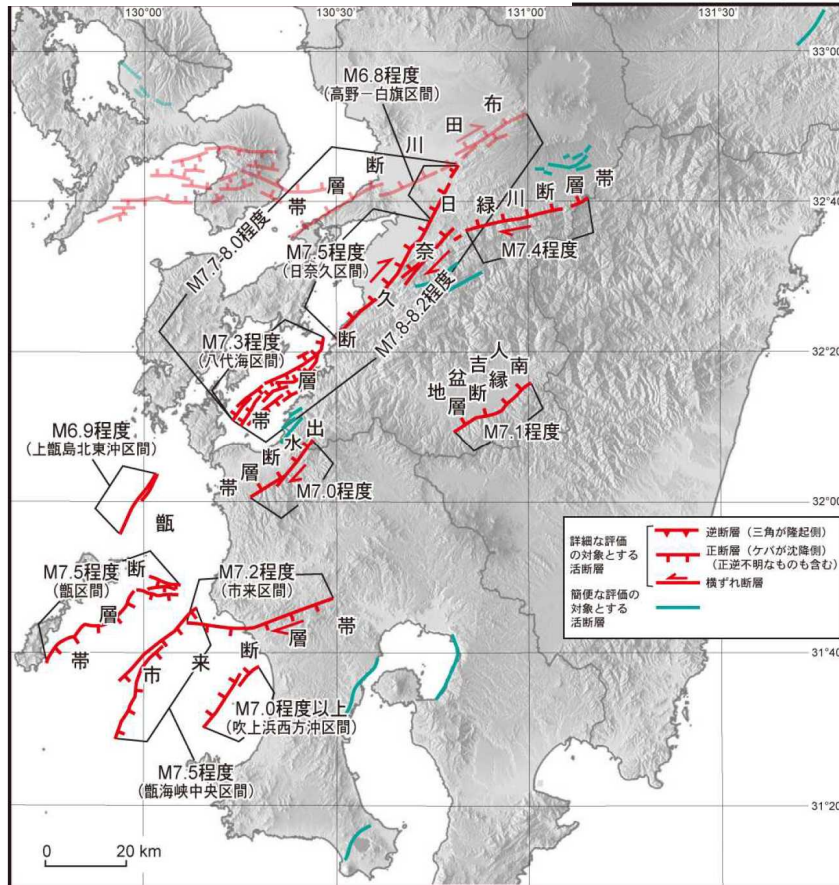 130°00'
130°30'
131°00'
131°30'
33°00'
M6.8程度
(高野－白旗区間)
布田川断層帯
32°40'
日奈久断層帯
緑川断層帯
M7.7-8.0程度
M7.5程度
(日奈久区間)
M7.4程度
M7.8-8.2程度
M7.3程度
(八代海区間)
32°20'
人吉盆地南縁断層
M7.1程度
M6.9程度
(上甑島北東沖区間)
出水断層帯
M7.0程度
32°00'
甑断層帯
M7.5程度
(甑区間)
M7.2程度
(市来区間)
市来断層帯
31°40'
M7.0程度以上
(吹上浜西方沖区間)
M7.5程度
(甑海峡中央区間)
31°20'
0 20 km
詳細な評価
の対象とする
活断層
逆断層（三角が隆起側）
正断層（ケバが沈降側）
(正逆不明なものも含む)
横ずれ断層
簡便な評価の
対象とする
活断層